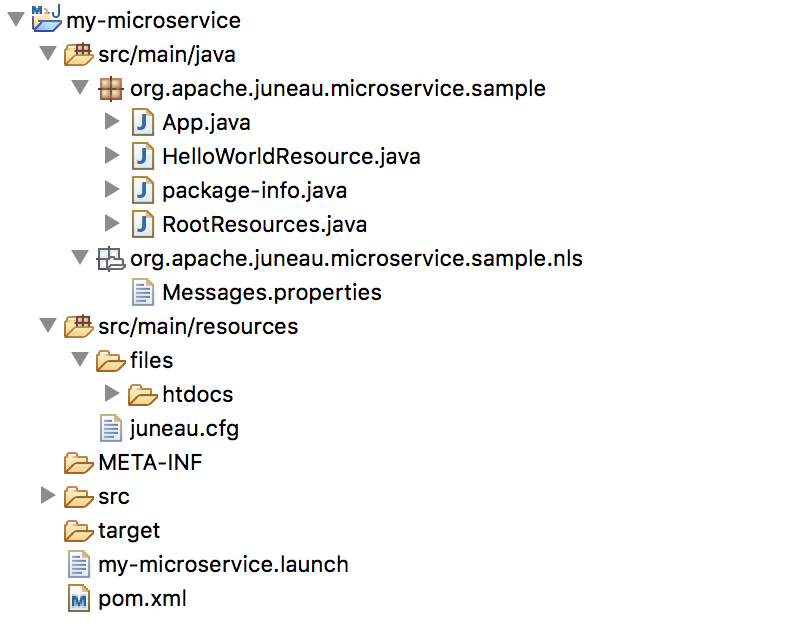 my-microservice
src/main/java
org.apache.juneau.microservice.sample
App.java
HelloWorldResource.java
package-info.java
RootResources.java
org.apache.juneau.microservice.sample.nls
Messages.properties
src/main/resources
files
htdocs
juneau.cfg
META-INF
src
target
my-microservice.launch
pom.xml